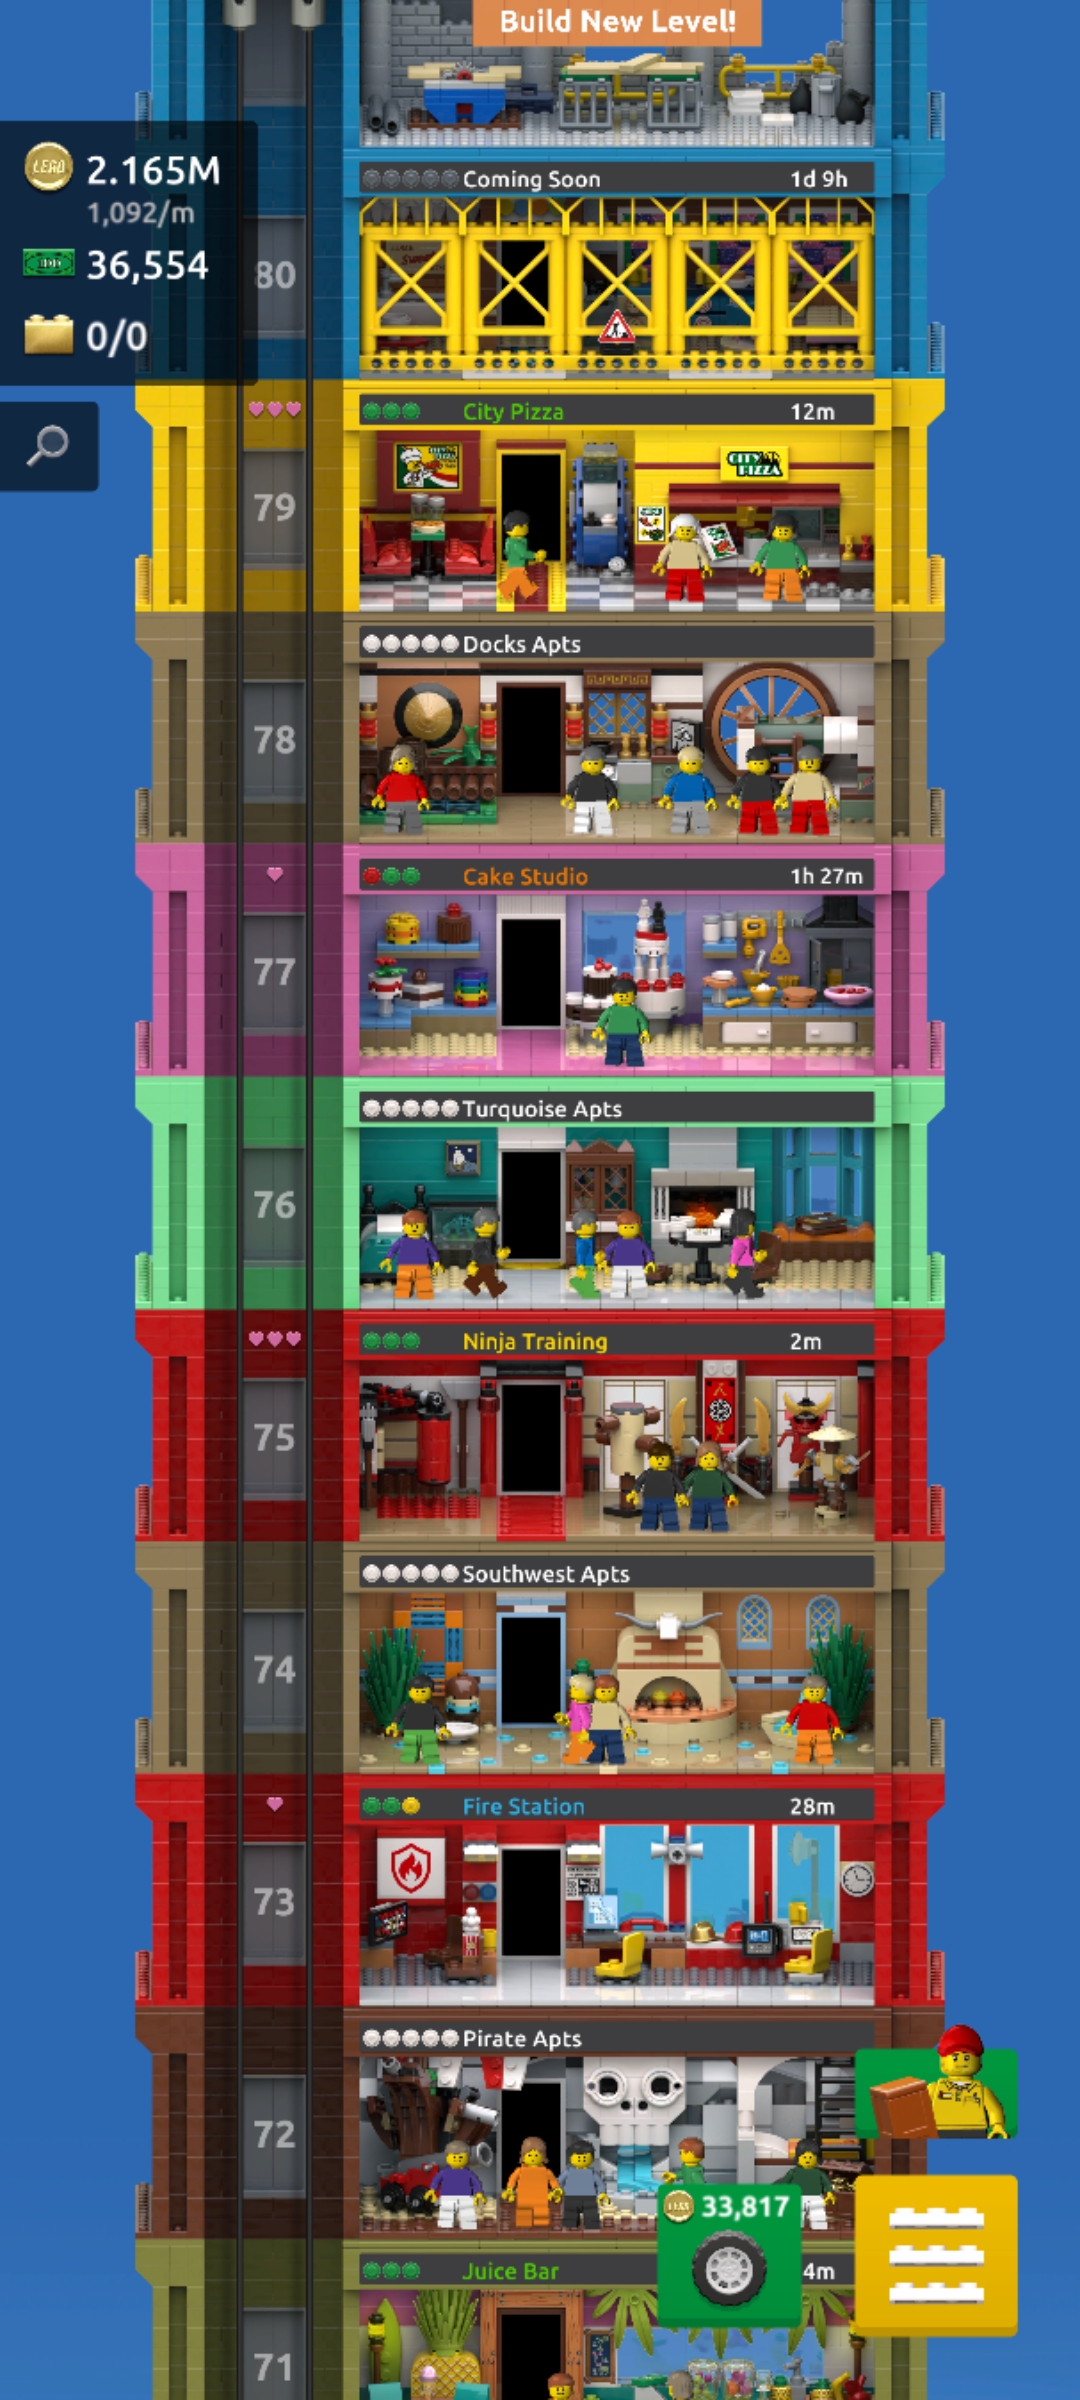 Build New Level!
LEGO 2.165M
1,092/m
36,554
0/0
Coming Soon 1d 9h
80
City Pizza 12m
CITY PIZZA
79
Docks Apts
78
Cake Studio 1h 27m
77
Turquoise Apts
76
Ninja Training 2m
75
Southwest Apts
74
Fire Station 28m
73
Pirate Apts
72
33,817
Juice Bar 4m
71